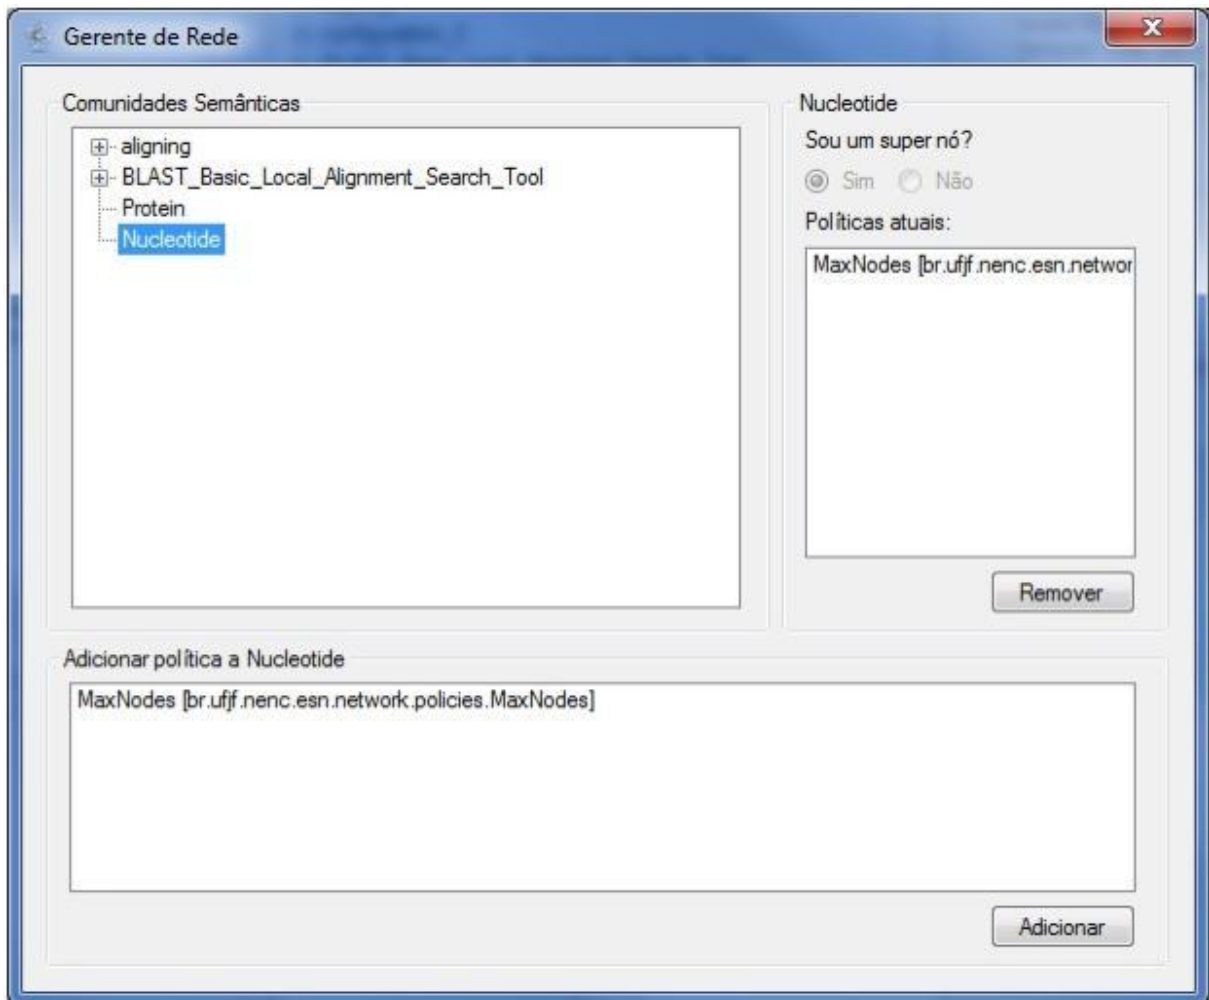 Gerente de Rede
Comunidades Semânticas
aligning
BLAST_Basic_Local_Alignment_Search_Tool
Protein
Nucleotide
Nucleotide
Sou um super nó?
Sim Não
Políticas atuais:
MaxNodes [br.ufjf.nenc.esn.networ
Remover
Adicionar política a Nucleotide
MaxNodes [br.ufjf.nenc.esn.network.policies.MaxNodes]
Adicionar